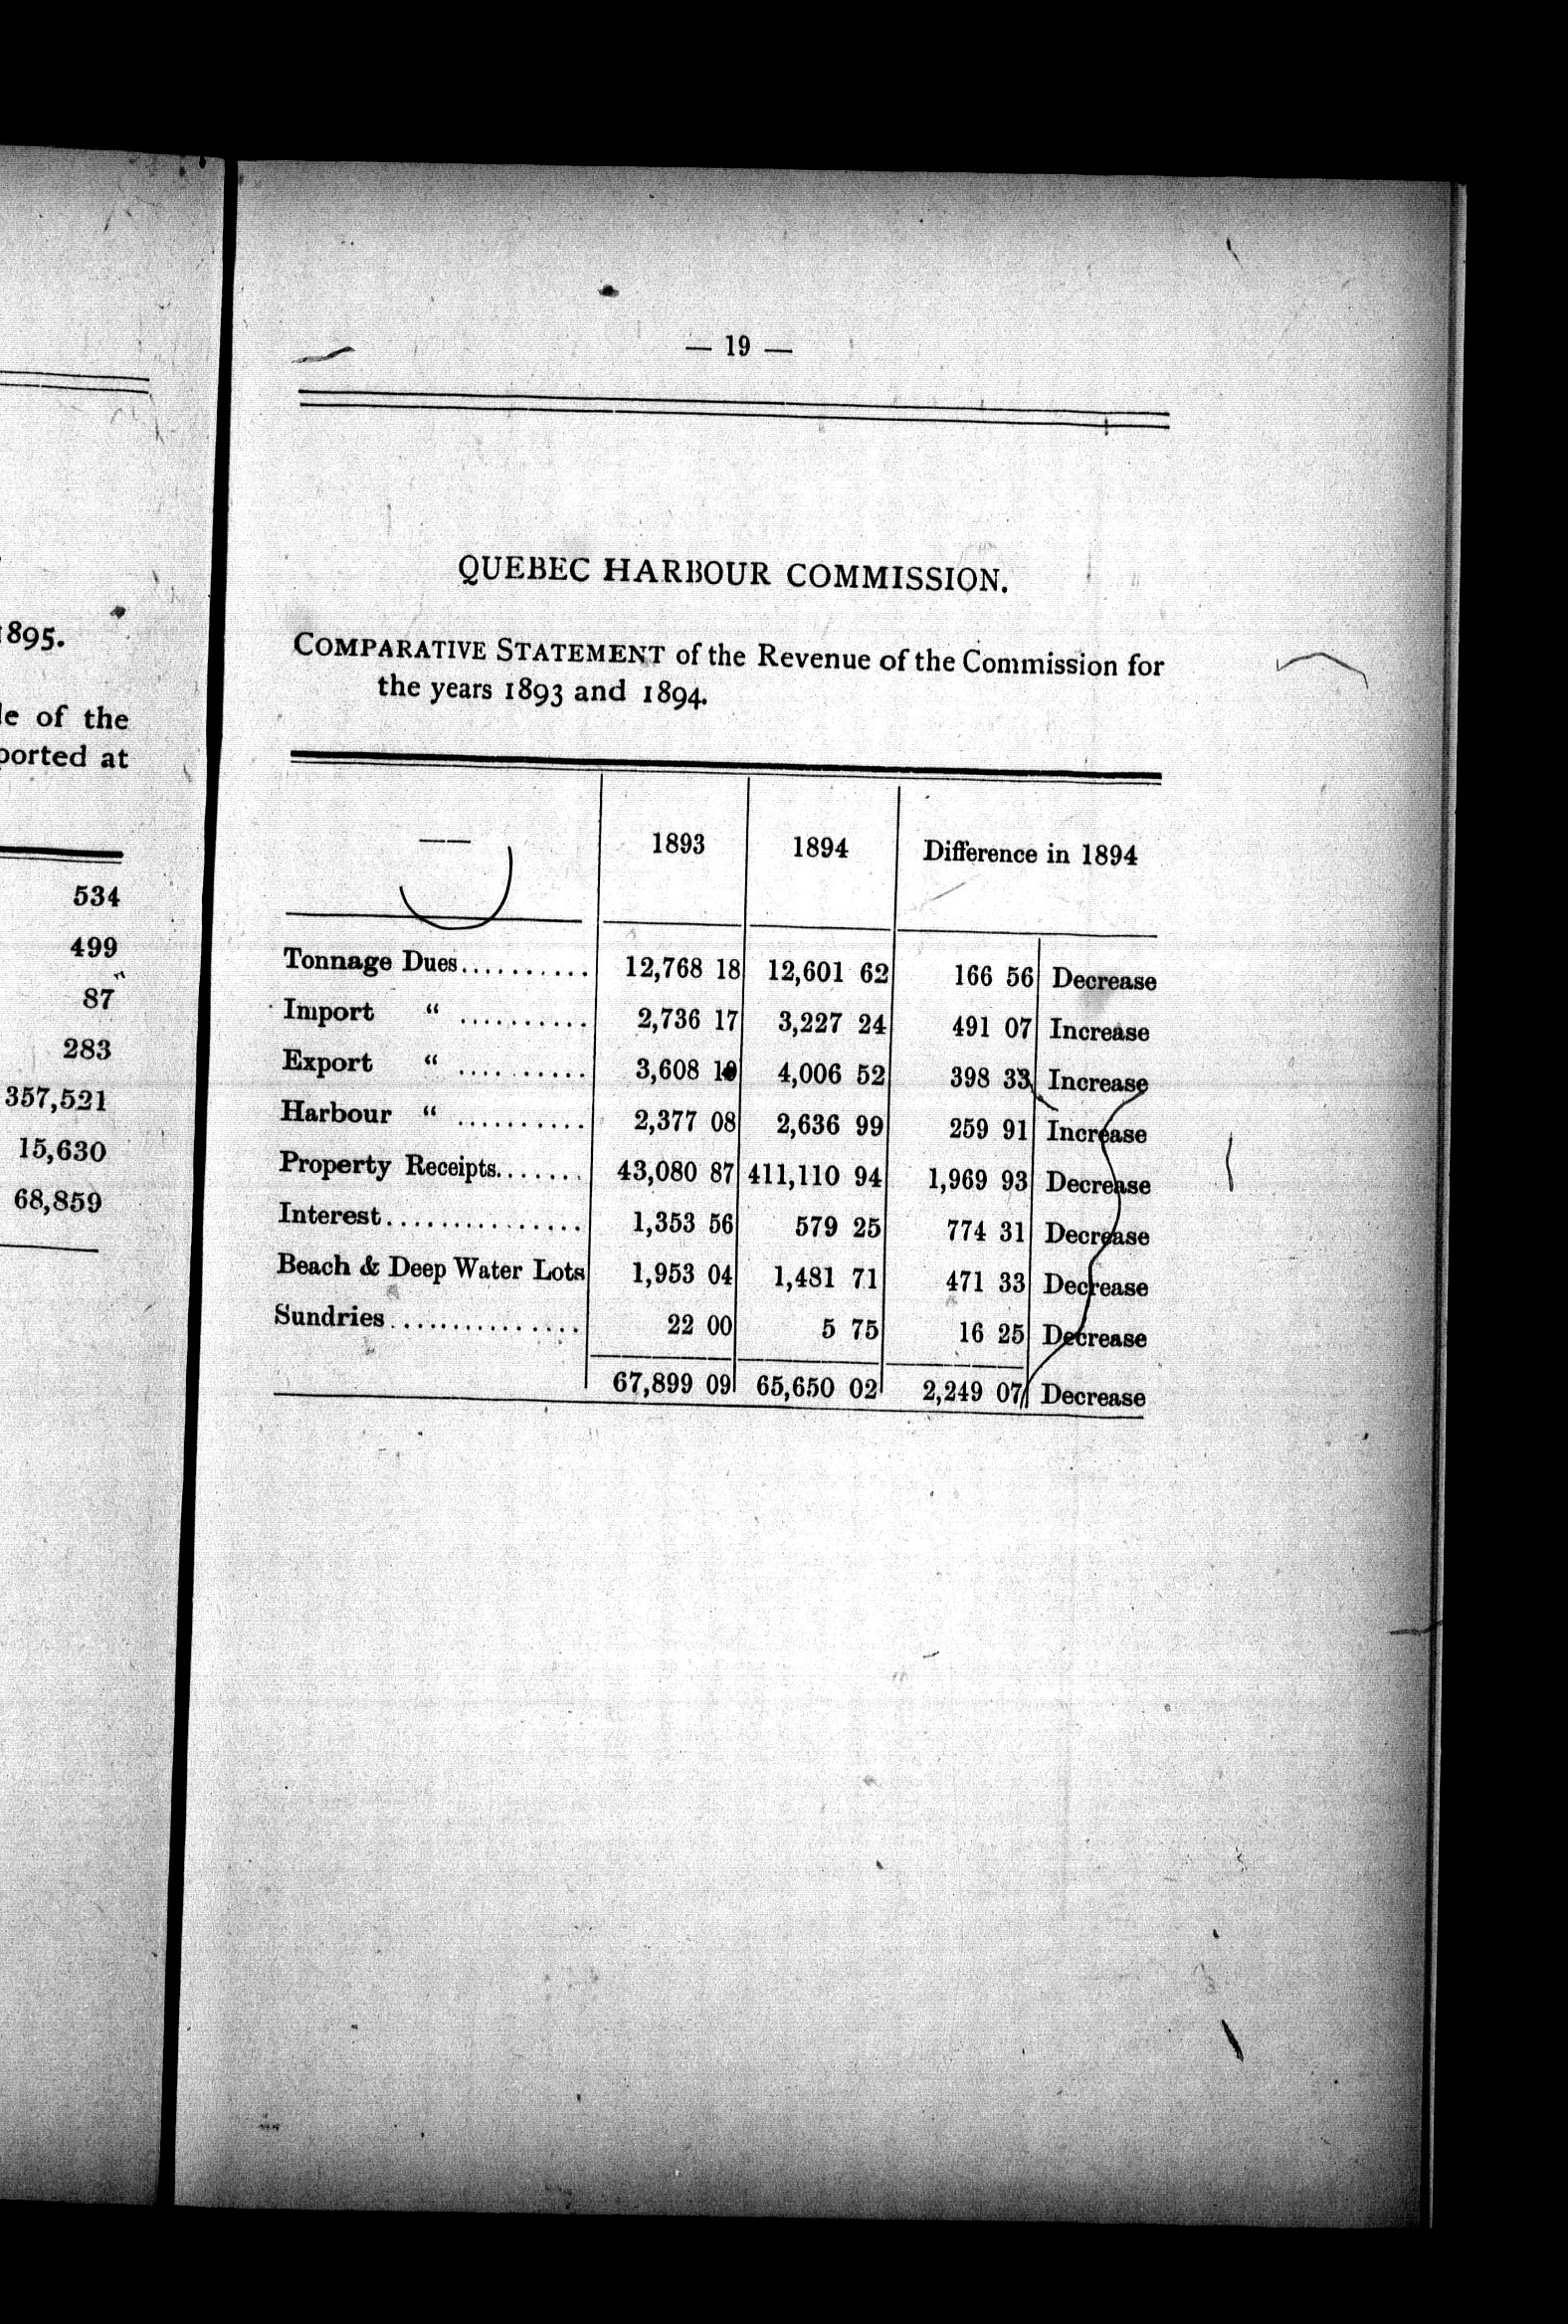 1895.
of the
ported at
534
499
87
283
357,521
15,630
68,859
— 19 —
QUEBEC HARBOUR COMMISSION.
COMPARATIVE STATEMENT of the Revenue of the Commission for
the years 1893 and 1894.
—— 1893 1894 Difference in 1894
Tonnage Dues.......... 12,768 18 12,601 62 166 56 Decrease
Import “ .......... 2,736 17 3,227 24 491 07 Increase
Export “ .......... 3,608 19 4,006 52 398 33 Increase
Harbour “ .......... 2,377 08 2,636 99 259 91 Increase
Property Receipts....... 43,080 87 411,110 94 1,969 93 Decrease
Interest............... 1,353 56 579 25 774 31 Decrease
Beach & Deep Water Lots 1,953 04 1,481 71 471 33 Decrease
Sundries............... 22 00 5 75 16 25 Decrease
67,899 09 65,650 02 2,249 07 Decrease